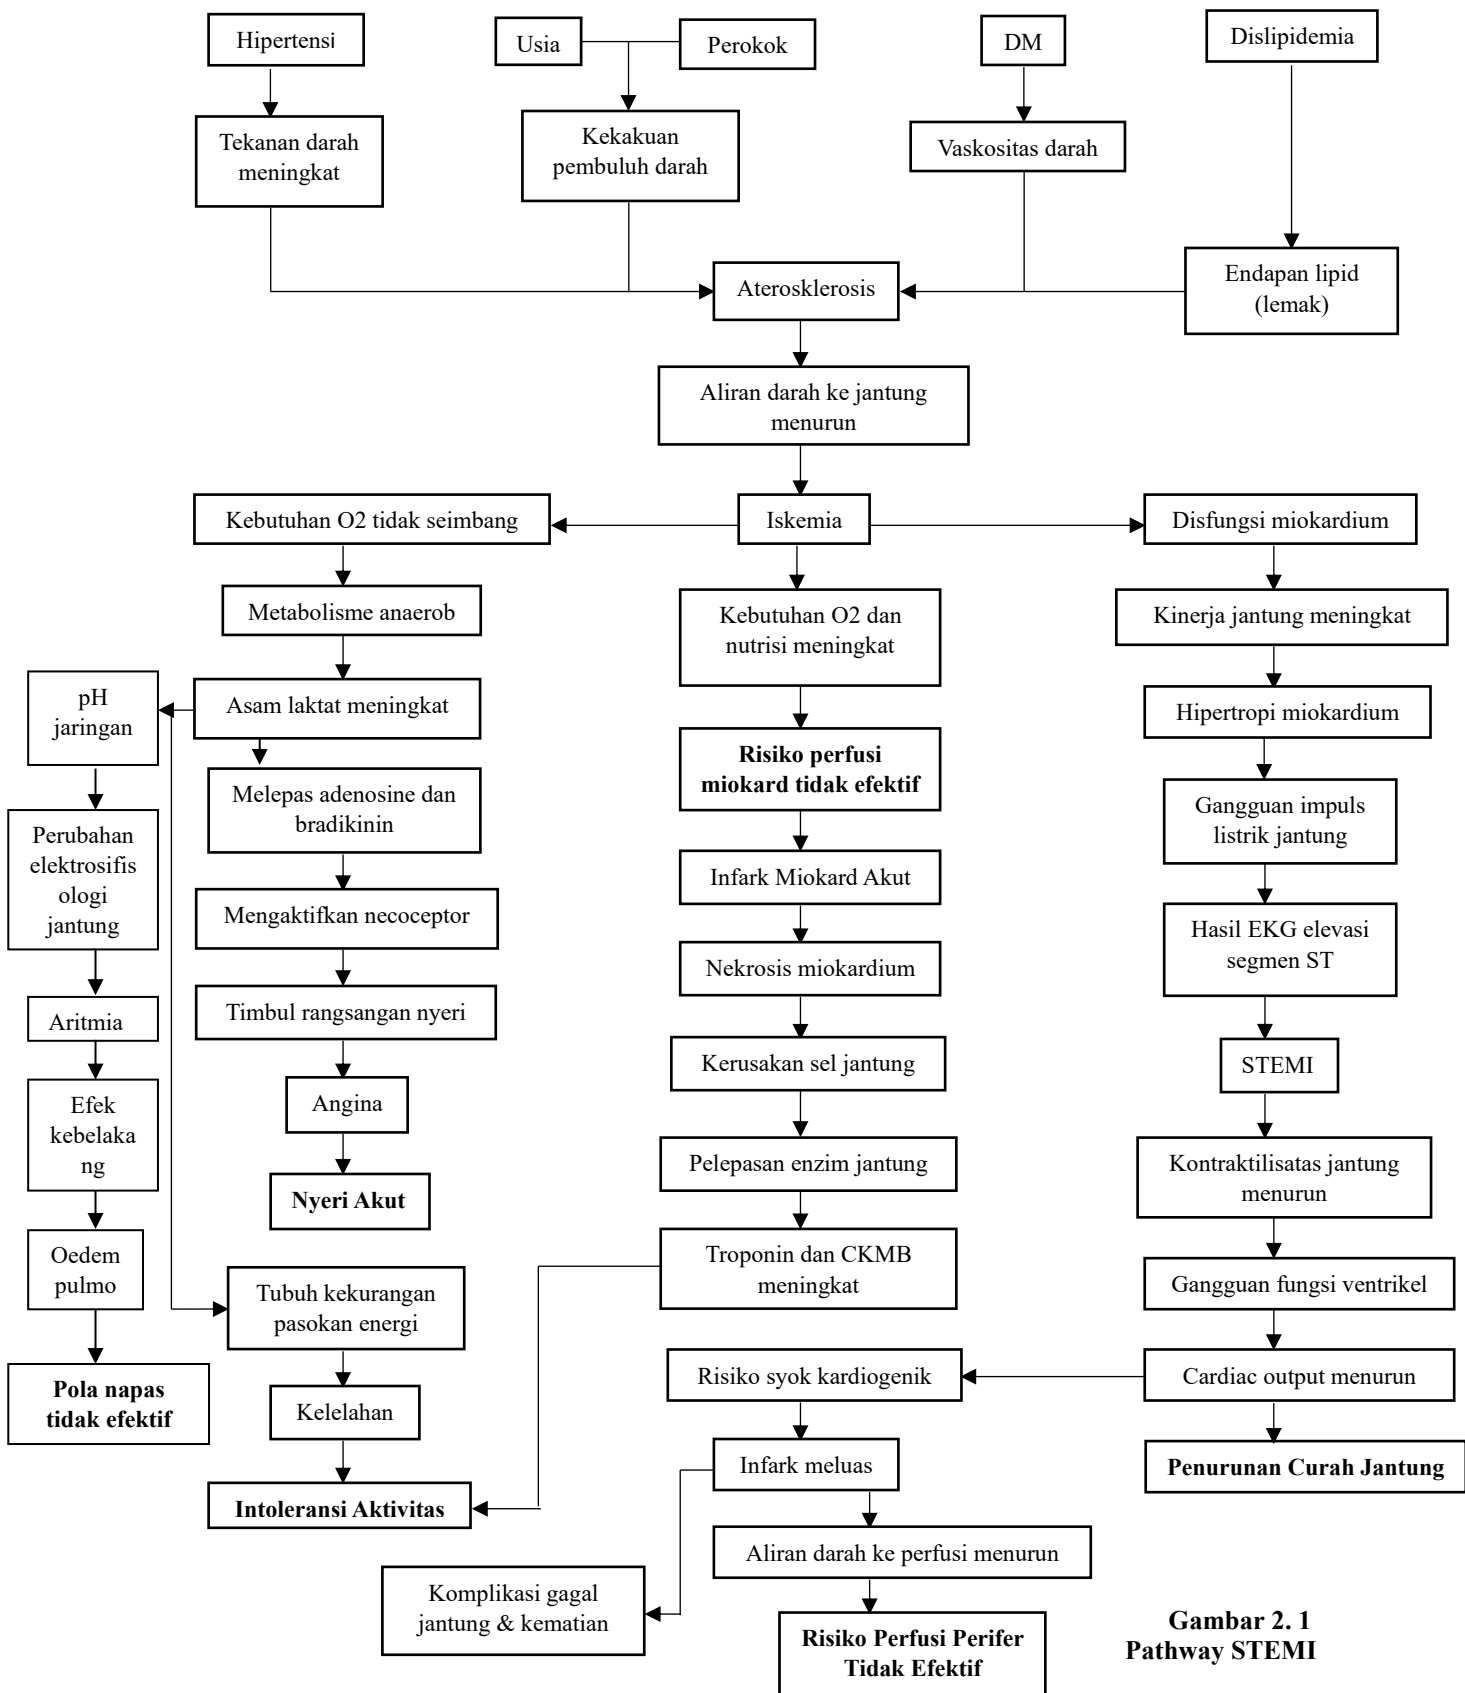 Hipertensi
Usia
Perokok
DM
Dislipidemia
Tekanan darah
meningkat
Kekakuan
pembuluh darah
Vaskositas darah
Endapan lipid
(lemak)
Aterosklerosis
Aliran darah ke jantung
menurun
Kebutuhan O2 tidak seimbang
Iskemia
Disfungsi miokardium
Metabolisme anaerob
Kebutuhan O2 dan
nutrisi meningkat
Kinerja jantung meningkat
pH
jaringan
Asam laktat meningkat
Risiko perfusi
miokard tidak efektif
Hipertropi miokardium
Melepas adenosine dan
bradikinin
Gangguan impuls
listrik jantung
Perubahan
elektrosifis
ologi
jantung
Mengaktifkan necoceptor
Infark Miokard Akut
Hasil EKG elevasi
segmen ST
Nekrosis miokardium
Aritmia
Timbul rangsangan nyeri
Kerusakan sel jantung
STEMI
Efek
kebelaka
ng
Angina
Pelepasan enzim jantung
Kontraktilisatas jantung
menurun
Nyeri Akut
Oedem
pulmo
Tubuh kekurangan
pasokan energi
Troponin dan CKMB
meningkat
Gangguan fungsi ventrikel
Pola napas
tidak efektif
Kelelahan
Risiko syok kardiogenik
Cardiac output menurun
Intoleransi Aktivitas
Infark meluas
Penurunan Curah Jantung
Aliran darah ke perfusi menurun
Komplikasi gagal
jantung & kematian
Risiko Perfusi Perifer
Tidak Efektif
Gambar 2. 1
Pathway STEMI